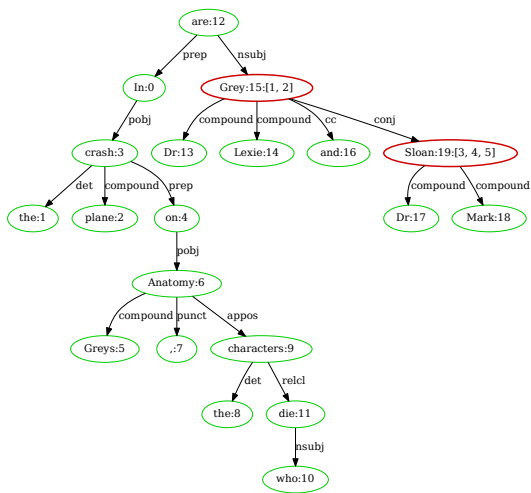 are:12
prep nsubj
In:0 Grey:15:[1, 2]
pobj compound compound cc conj
crash:3 Dr:13 Lexie:14 and:16 Sloan:19:[3, 4, 5]
det compound prep compound compound
the:1 plane:2 on:4 Dr:17 Mark:18
pobj
Anatomy:6
compound punct appos
Greys:5 ,:7 characters:9
det relcl
the:8 die:11
nsubj
who:10